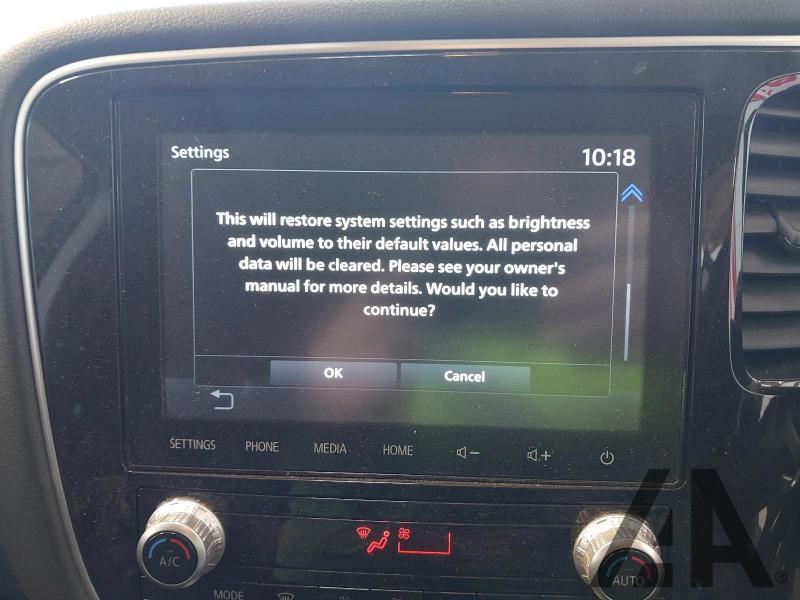 Settings
10:18
This will restore system settings such as brightness
and volume to their default values. All personal
data will be cleared. Please see your owner's
manual for more details. Would you like to
continue?
OK
Cancel
SETTINGS
PHONE
MEDIA
HOME
A/C
AUTO
MODE
A
®